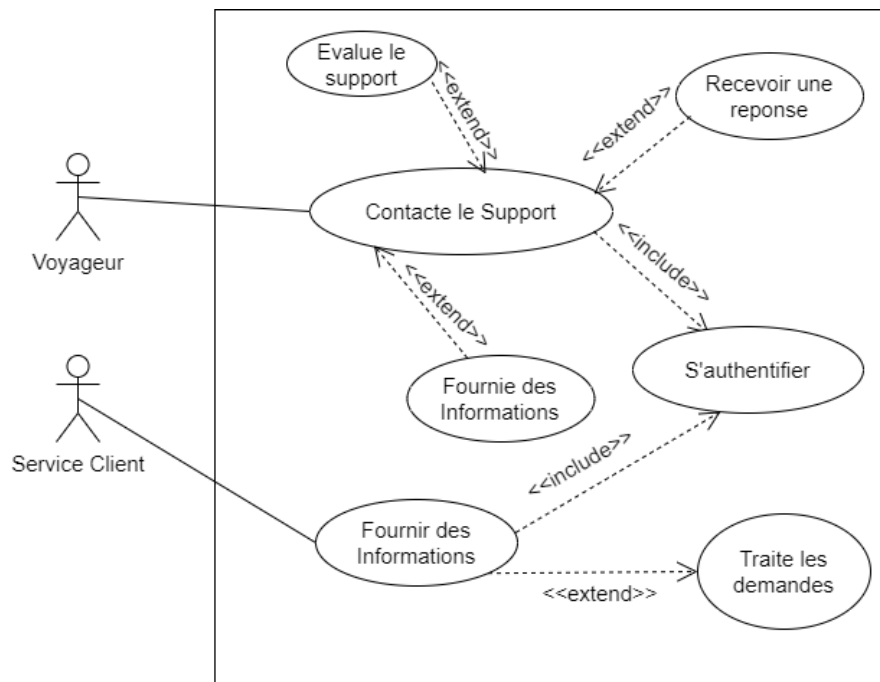 Evalue le
support
<<extend>>
Recevoir une
reponse
<<extend>>
Contacte le Support
Voyageur
<<include>>
<<extend>>
S'authentifier
Fournie des
Informations
Service Client
<<include>>
Fournir des
Informations
Traite les
demandes
<<extend>>